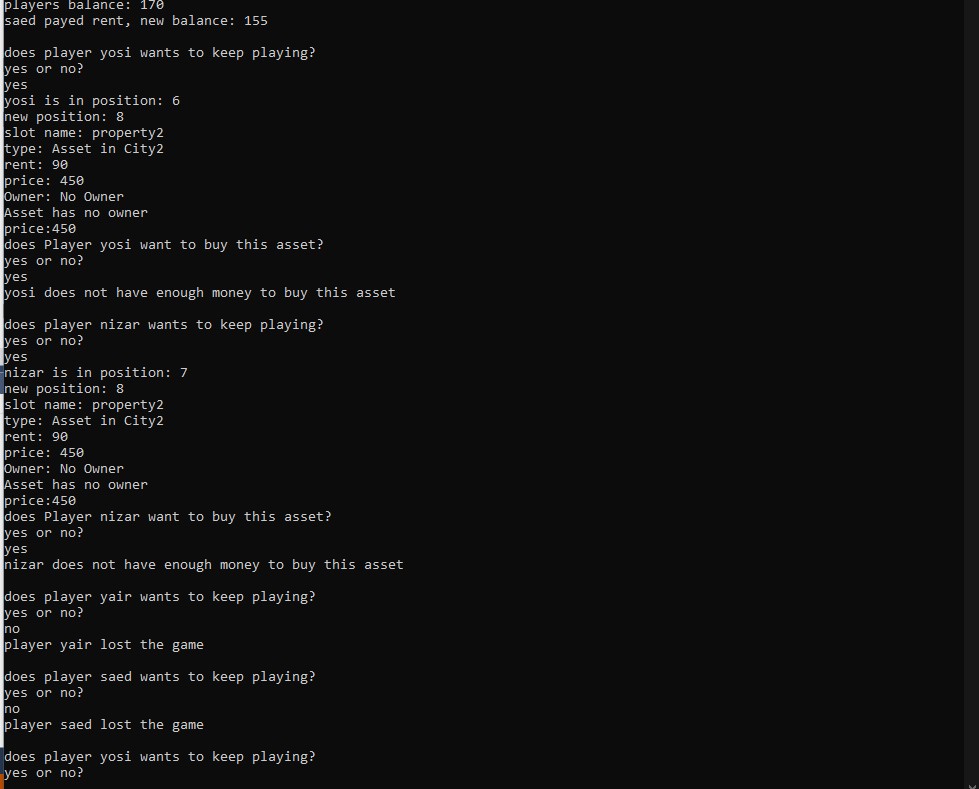 players balance: 170
saed payed rent, new balance: 155
does player yosi wants to keep playing?
yes or no?
yes
yosi is in position: 6
new position: 8
slot name: property2
type: Asset in City2
rent: 90
price: 450
Owner: No Owner
Asset has no owner
price:450
does Player yosi want to buy this asset?
yes or no?
yes
yosi does not have enough money to buy this asset
does player nizar wants to keep playing?
yes or no?
yes
nizar is in position: 7
new position: 8
slot name: property2
type: Asset in City2
rent: 90
price: 450
Owner: No Owner
Asset has no owner
price:450
does Player nizar want to buy this asset?
yes or no?
yes
nizar does not have enough money to buy this asset
does player yair wants to keep playing?
yes or no?
no
player yair lost the game
does player saed wants to keep playing?
yes or no?
no
player saed lost the game
does player yosi wants to keep playing?
yes or no?